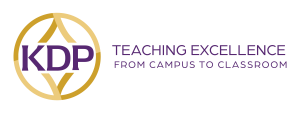 KDP
TEACHING EXCELLENCE
FROM CAMPUS TO CLASSROOM